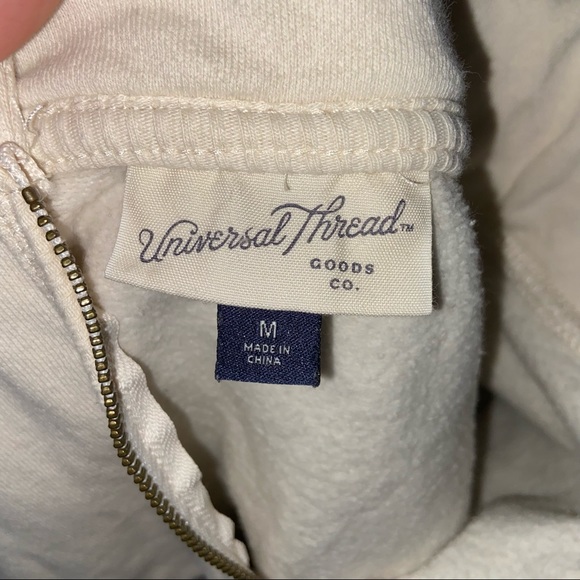 Universal Thread™
GOODS
CO.
M
MADE IN
CHINA